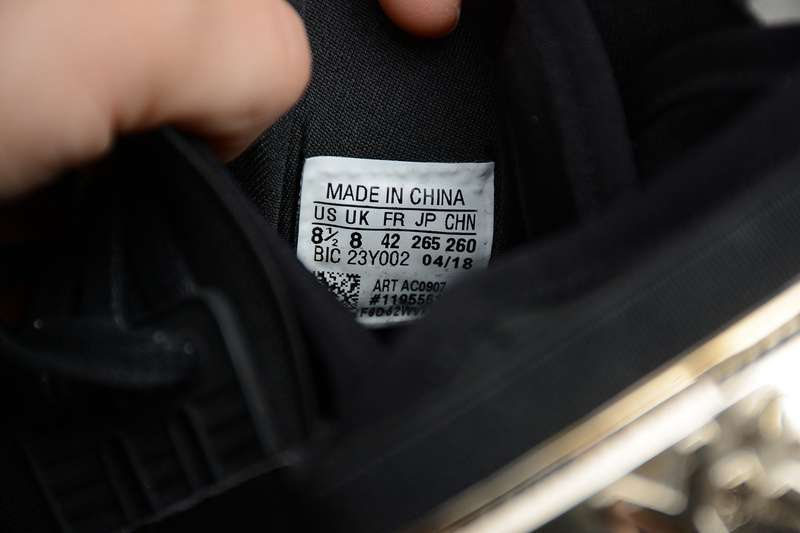 MADE IN CHINA
US UK FR JP CHN
8½ 8 42 265 260
BIC 23Y002 04/18
ART AC0907